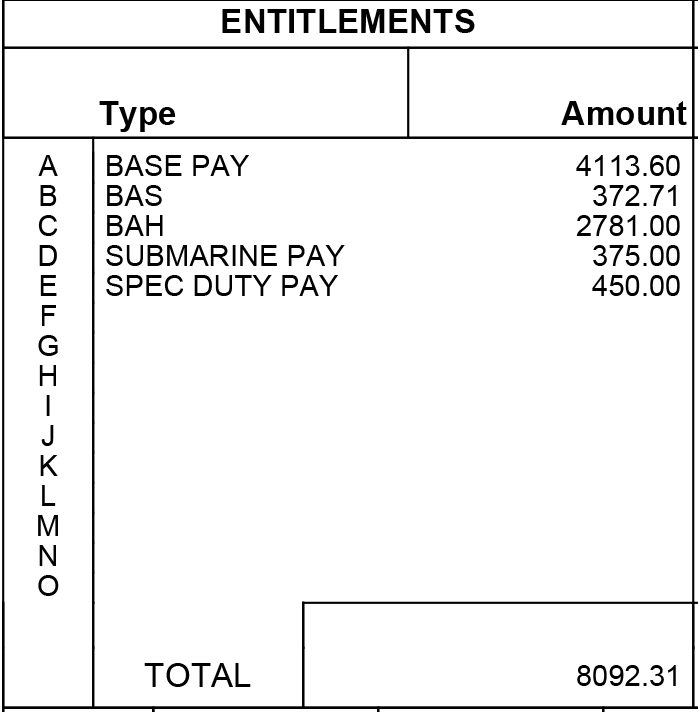 ENTITLEMENTS
Type Amount
A BASE PAY 4113.60
B BAS 372.71
C BAH 2781.00
D SUBMARINE PAY 375.00
E SPEC DUTY PAY 450.00
F
G
H
I
J
K
L
M
N
O
TOTAL 8092.31